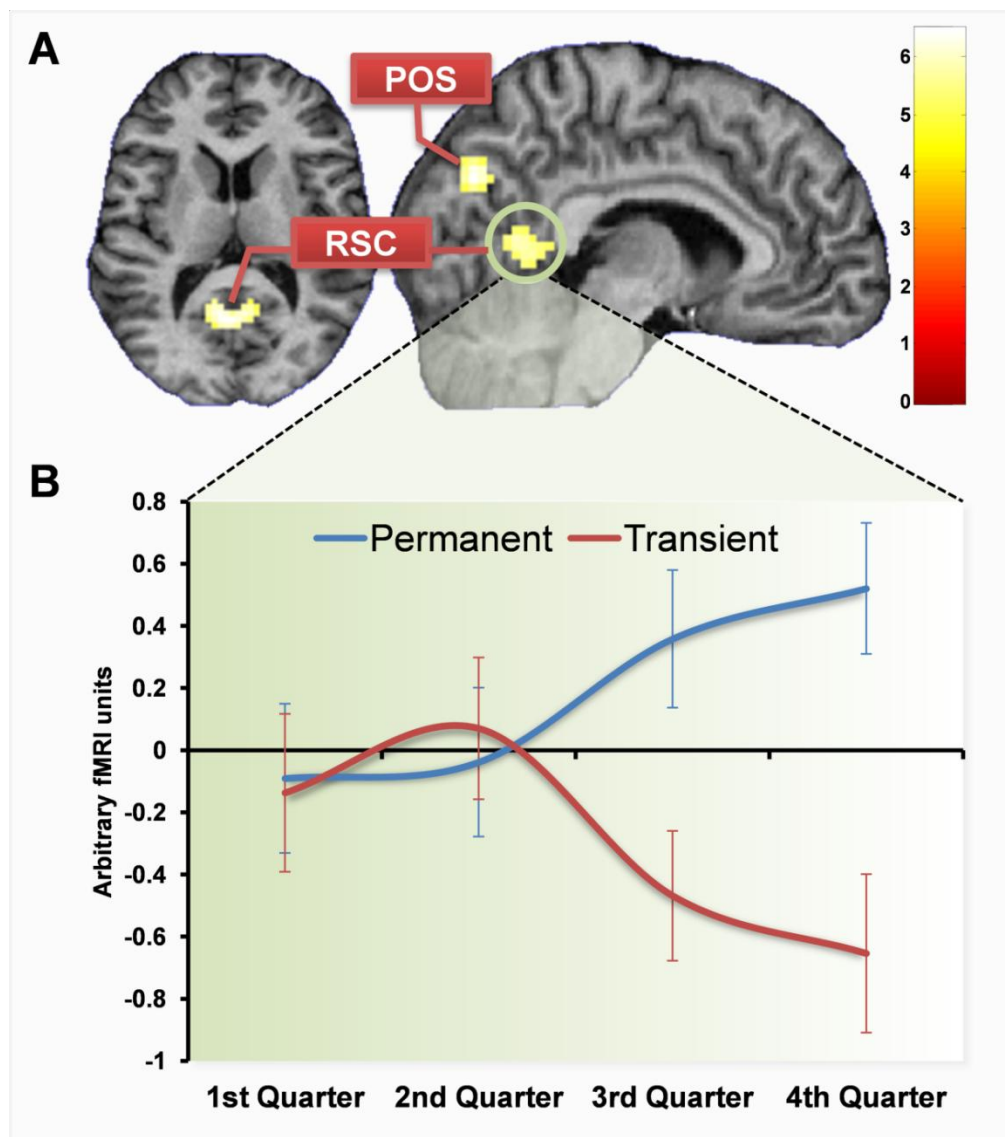 A
POS
RSC
6
5
4
3
2
1
0
B
Permanent Transient
Arbitrary fMRI units
0.8
0.6
0.4
0.2
0
-0.2
-0.4
-0.6
-0.8
-1
1st Quarter 2nd Quarter 3rd Quarter 4th Quarter